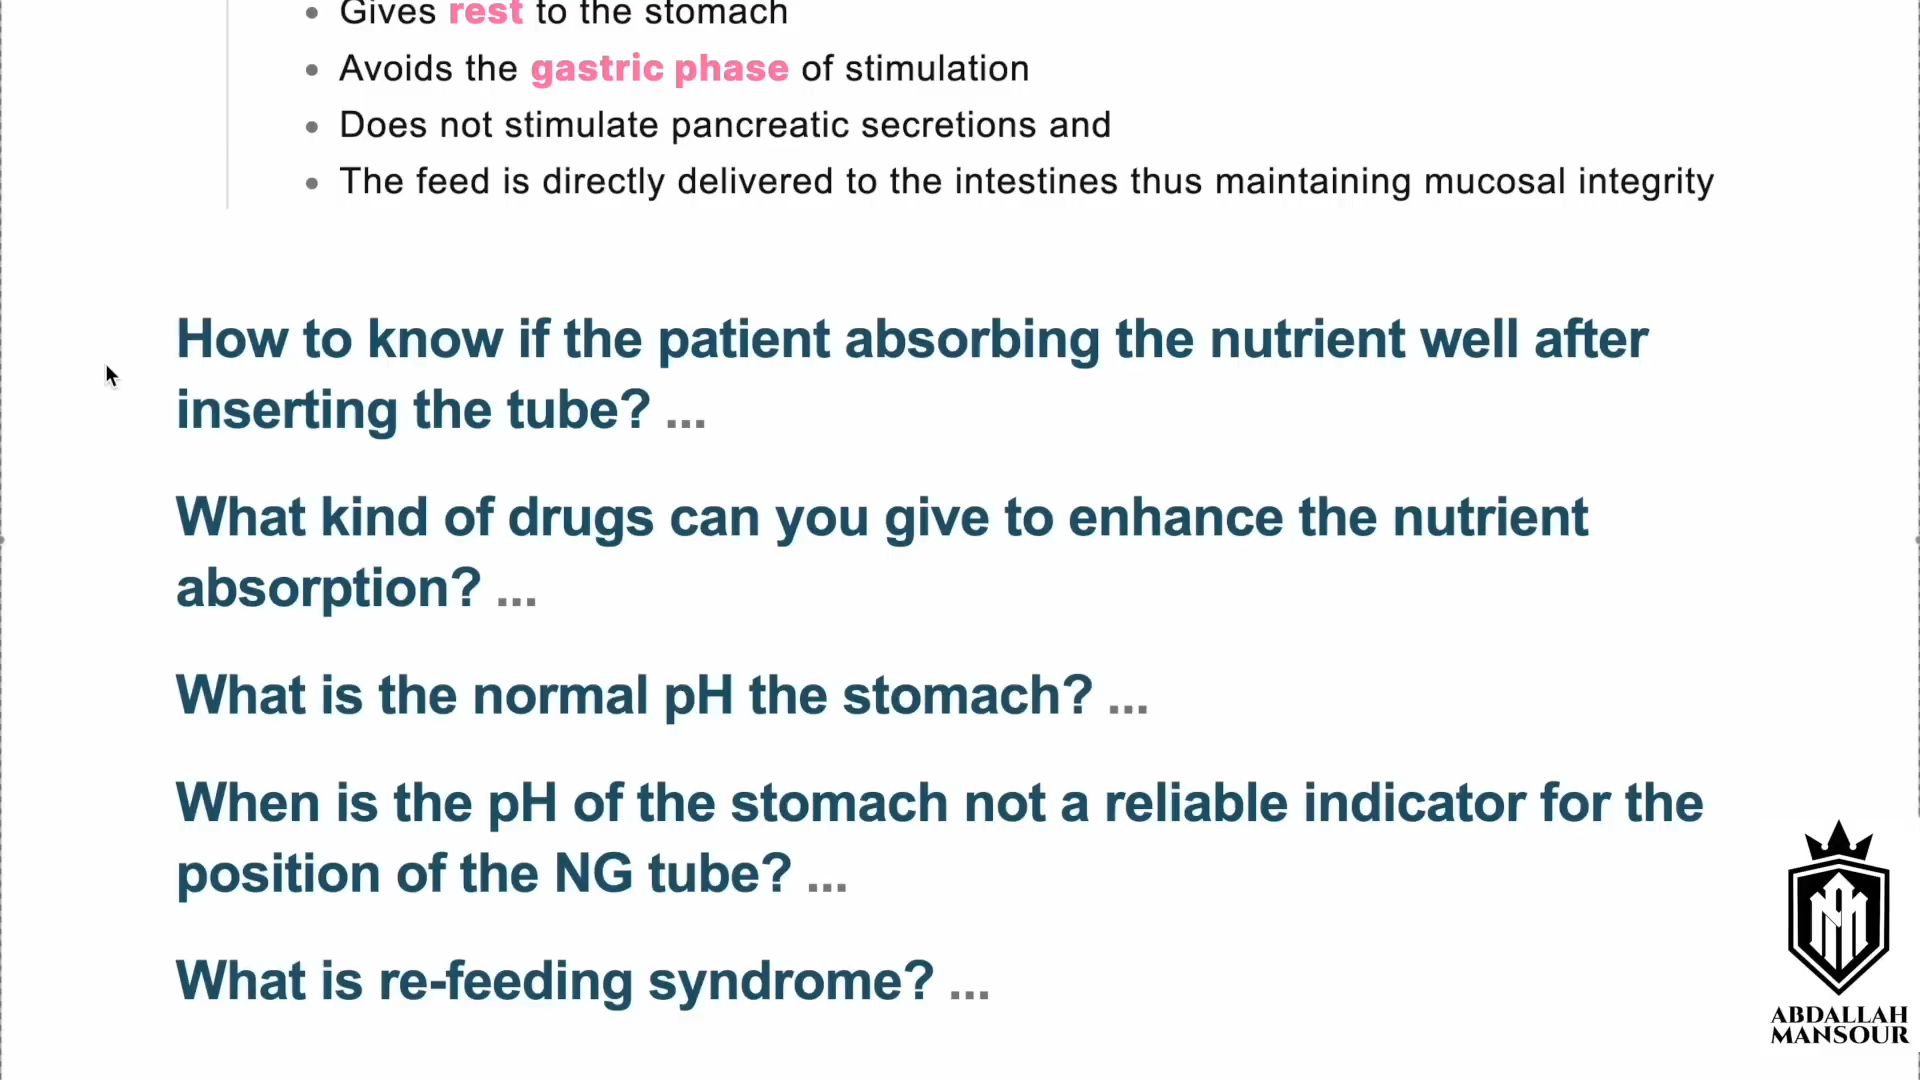 Gives rest to the stomach
Avoids the gastric phase of stimulation
Does not stimulate pancreatic secretions and
The feed is directly delivered to the intestines thus maintaining mucosal integrity
How to know if the patient absorbing the nutrient well after
inserting the tube? ...
What kind of drugs can you give to enhance the nutrient
absorption? ...
What is the normal pH the stomach? ...
When is the pH of the stomach not a reliable indicator for the
position of the NG tube? ...
What is re-feeding syndrome? ...
ABDALLAH
MANSOUR